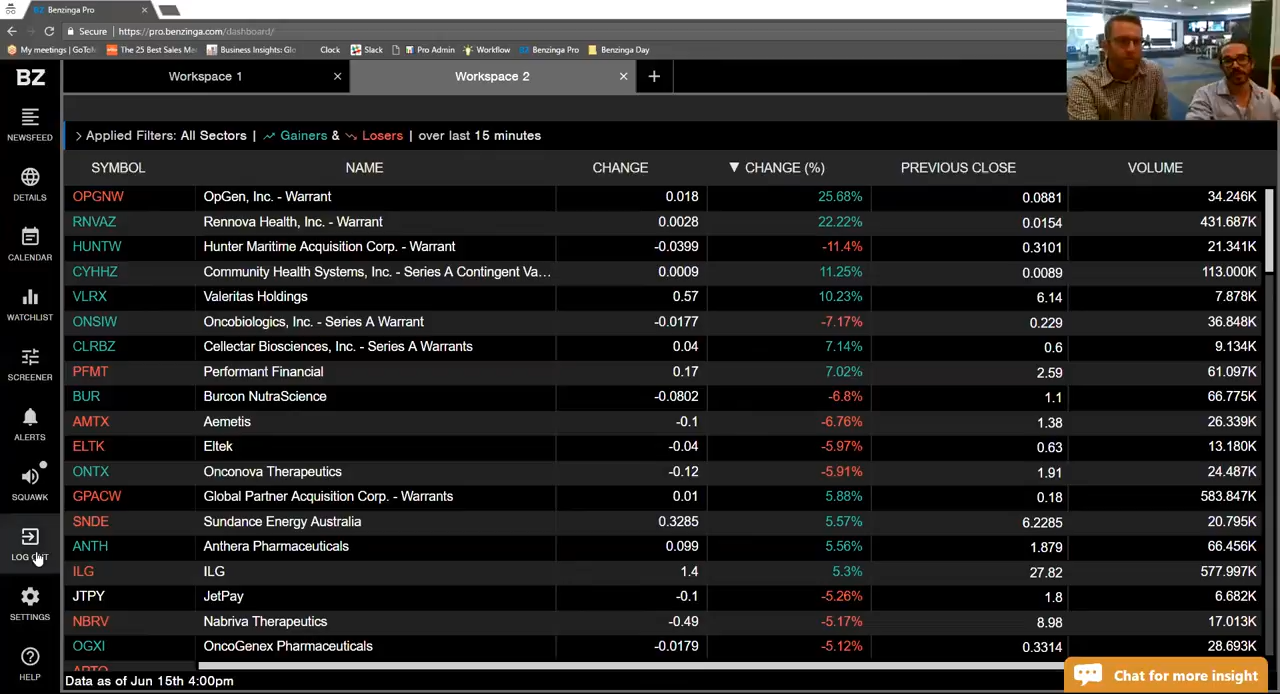 Benzinga Pro
Secure | https://pro.benzinga.com/dashboard/
My meetings | GoToM
The 25 Best Sales Me
Business Insights: Glo
Clock
Slack
Pro Admin
Workflow
Benzinga Pro
Benzinga Day
BZ
Workspace 1
Workspace 2
NEWSFEED
DETAILS
CALENDAR
WATCHLIST
SCREENER
ALERTS
SQUAWK
LOG OUT
SETTINGS
HELP
Applied Filters: All Sectors | Gainers & Losers | over last 15 minutes
SYMBOL NAME CHANGE ▼ CHANGE (%) PREVIOUS CLOSE VOLUME
OPGNW OpGen, Inc. - Warrant 0.018 25.68% 0.0881 34.246K
RNVAZ Rennova Health, Inc. - Warrant 0.0028 22.22% 0.0154 431.687K
HUNTW Hunter Maritime Acquisition Corp. - Warrant -0.0399 -11.4% 0.3101 21.341K
CYHHZ Community Health Systems, Inc. - Series A Contingent Va... 0.0009 11.25% 0.0089 113.000K
VLRX Valeritas Holdings 0.57 10.23% 6.14 7.878K
ONSIW Oncobiologics, Inc. - Series A Warrant -0.0177 -7.17% 0.229 36.848K
CLRBZ Cellectar Biosciences, Inc. - Series A Warrants 0.04 7.14% 0.6 9.134K
PFMT Performant Financial 0.17 7.02% 2.59 61.097K
BUR Burcon NutraScience -0.0802 -6.8% 1.1 66.775K
AMTX Aemetis -0.1 -6.76% 1.38 26.339K
ELTK Eltek -0.04 -5.97% 0.63 13.180K
ONTX Onconova Therapeutics -0.12 -5.91% 1.91 24.487K
GPACW Global Partner Acquisition Corp. - Warrants 0.01 5.88% 0.18 583.847K
SNDE Sundance Energy Australia 0.3285 5.57% 6.2285 20.795K
ANTH Anthera Pharmaceuticals 0.099 5.56% 1.879 66.456K
ILG ILG 1.4 5.3% 27.82 577.997K
JTPY JetPay -0.1 -5.26% 1.8 6.682K
NBRV Nabriva Therapeutics -0.49 -5.17% 8.98 17.013K
OGXI OncoGenex Pharmaceuticals -0.0179 -5.12% 0.3314 28.693K
Data as of Jun 15th 4:00pm
Chat for more insight